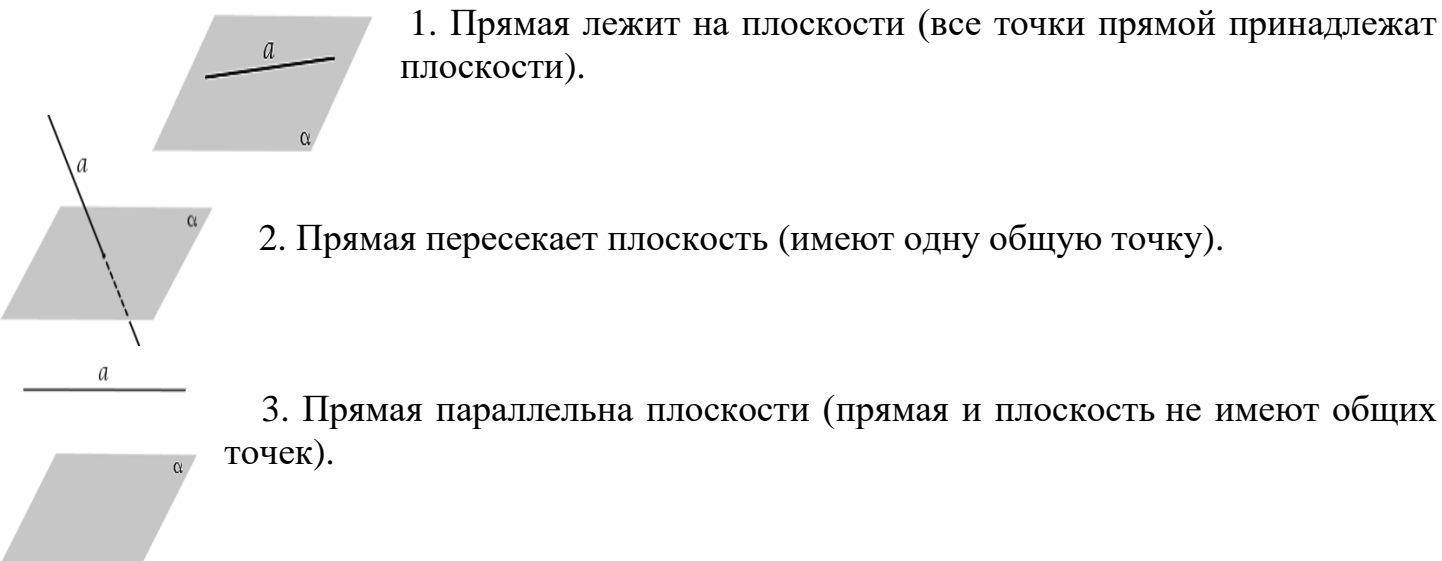 1. Прямая лежит на плоскости (все точки прямой принадлежат
плоскости).
a
α
a
α
2. Прямая пересекает плоскость (имеют одну общую точку).
a
3. Прямая параллельна плоскости (прямая и плоскость не имеют общих
точек).
α